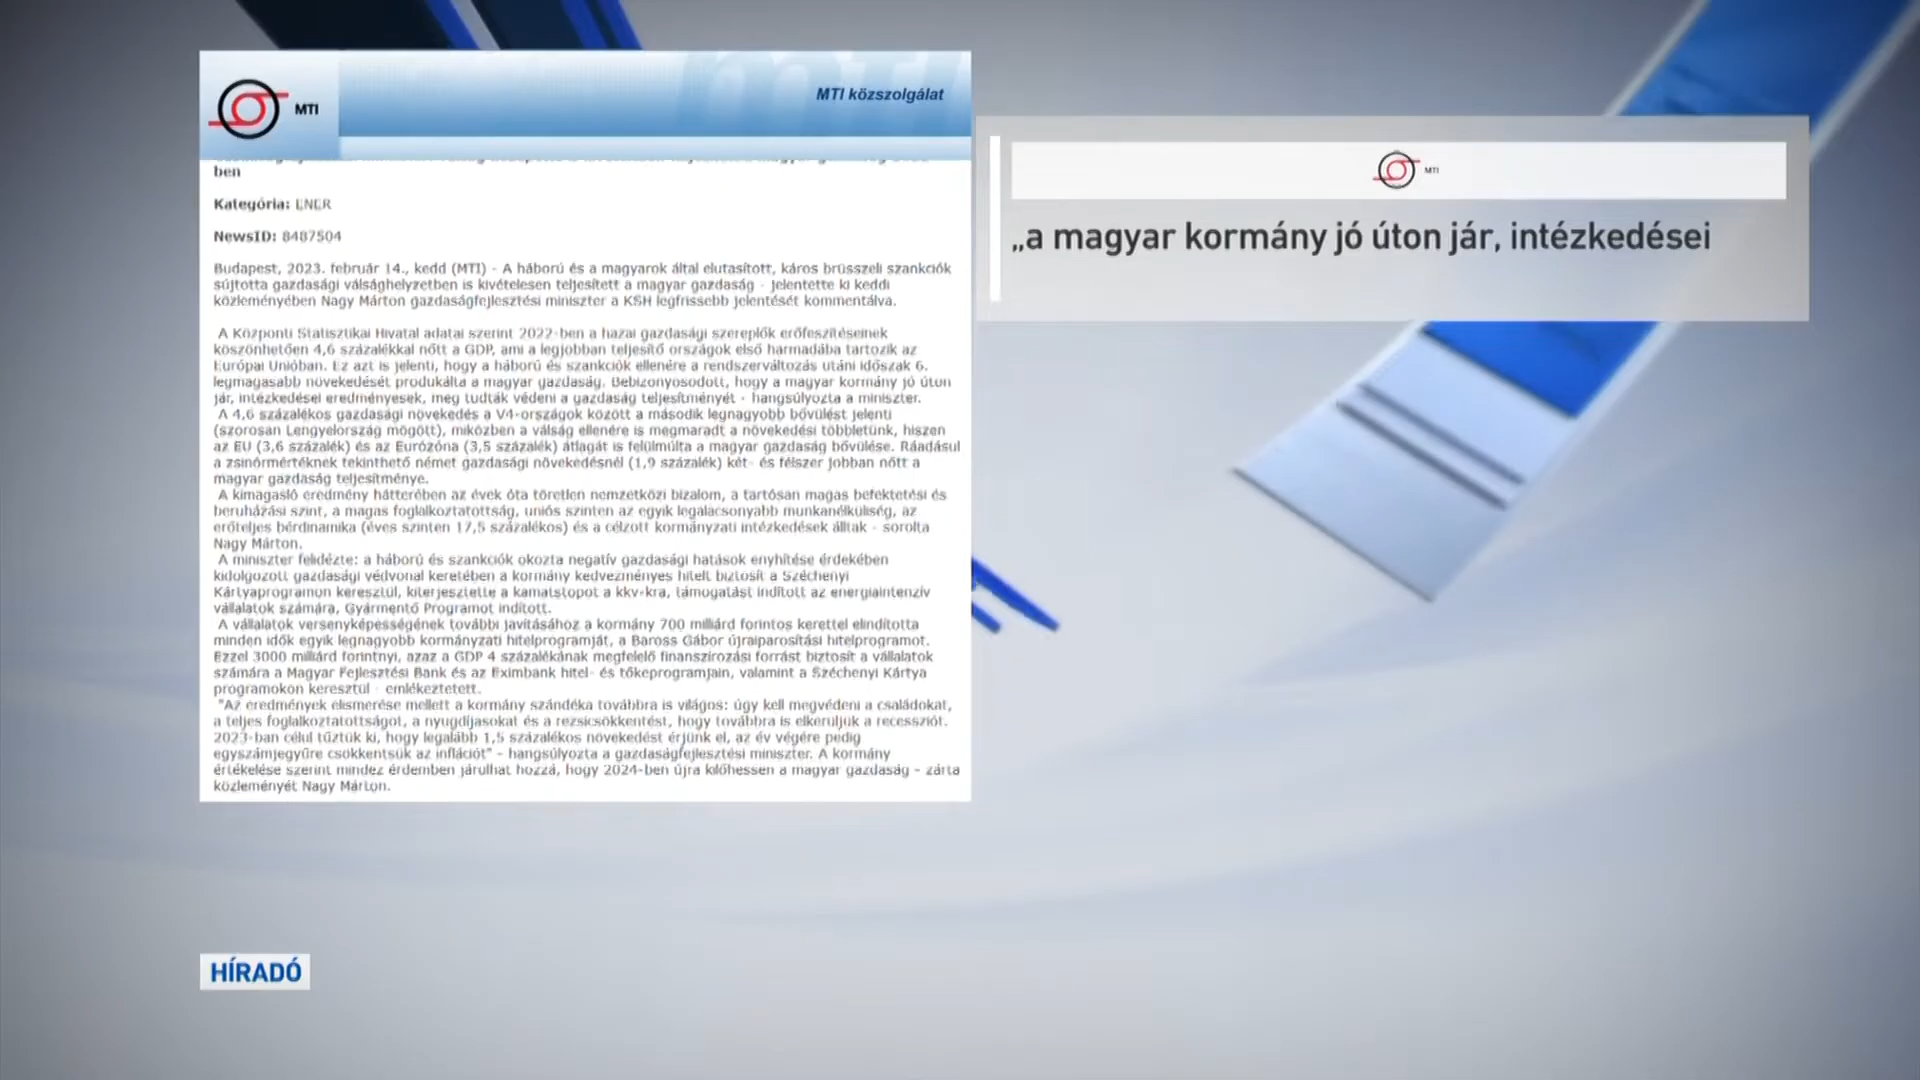 MTI
MTI közszolgálat
ben
Kategória: ENER
NewsID: 8487504
Budapest, 2023. február 14., kedd (MTI) - A háború és a magyarok által elutasított, káros brüsszeli szankciók
sújtotta gazdasági válsághelyzetben is kivételesen teljesített a magyar gazdaság - jelentette ki keddi
közleményében Nagy Márton gazdaságfejlesztési miniszter a KSH legfrissebb jelentését kommentálva.
A Központi Statisztikai Hivatal adatai szerint 2022-ben a hazai gazdasági szereplők erőfeszítéseinek
köszönhetően 4,6 százalékkal nőtt a GDP, ami a legjobban teljesítő országok első harmadába tartozik az
Európai Unióban. Ez azt is jelenti, hogy a háború és szankciók ellenére a rendszerváltozás utáni időszak 6.
legmagasabb növekedését produkálta a magyar gazdaság. Bebizonyosodott, hogy a magyar kormány jó úton
jár, intézkedései eredményesek, meg tudták védeni a gazdaság teljesítményét - hangsúlyozta a miniszter.
A 4,6 százalékos gazdasági növekedés a V4-országok között a második legnagyobb bővülést jelenti
(szorosan Lengyelország mögött), miközben a válság ellenére is megmaradt a növekedési többletünk, hiszen
az EU (3,6 százalék) és az Eurózóna (3,5 százalék) átlagát is felülmúlta a magyar gazdaság bővülése. Ráadásul
a zsinórmértéknek tekinthető német gazdasági növekedésnél (1,9 százalék) két- és félszer jobban nőtt a
magyar gazdaság teljesítménye.
A kimagasló eredmény hátterében az évek óta töretlen nemzetközi bizalom, a tartósan magas befektetési és
beruházási szint, a magas foglalkoztatottság, uniós szinten az egyik legalacsonyabb munkanélküliség, az
erőteljes bérdinamika (éves szinten 17,5 százalékos) és a célzott kormányzati intézkedések álltak - sorolta
Nagy Márton.
A miniszter felidézte: a háború és szankciók okozta negatív gazdasági hatások enyhítése érdekében
kidolgozott gazdasági védvonal keretében a kormány kedvezményes hitelt biztosít a Széchenyi
Kártyaprogramon keresztül, kiterjesztette a kamatstopot a kkv-kra, támogatást indított az energiaintenzív
vállalatok számára, Gyármentő Programot indított.
A vállalatok versenyképességének további javításához a kormány 700 milliárd forintos kerettel elindította
minden idők egyik legnagyobb kormányzati hitelprogramját, a Baross Gábor újraiparosítási hitelprogramot.
Ezzel 3000 milliárd forintnyi, azaz a GDP 4 százalékának megfelelő finanszírozási forrást biztosít a vállalatok
számára a Magyar Fejlesztési Bank és az Eximbank hitel- és tőkeprogramjain, valamint a Széchenyi Kártya
programokon keresztül - emlékeztetett.
"Az eredmények elismerése mellett a kormány szándéka továbbra is világos: úgy kell megvédeni a családokat,
a teljes foglalkoztatottságot, a nyugdíjasokat és a rezsicsökkentést, hogy továbbra is elkerüljük a recessziót.
2023-ban célul tűztük ki, hogy legalább 1,5 százalékos növekedést érjünk el, az év végére pedig
egyszámjegyűre csökkentsük az inflációt" - hangsúlyozta a gazdaságfejlesztési miniszter. A kormány
értékelése szerint mindez érdemben járulhat hozzá, hogy 2024-ben újra kilőhessen a magyar gazdaság - zárta
közleményét Nagy Márton.
MTI
„a magyar kormány jó úton jár, intézkedései
HÍRADÓ